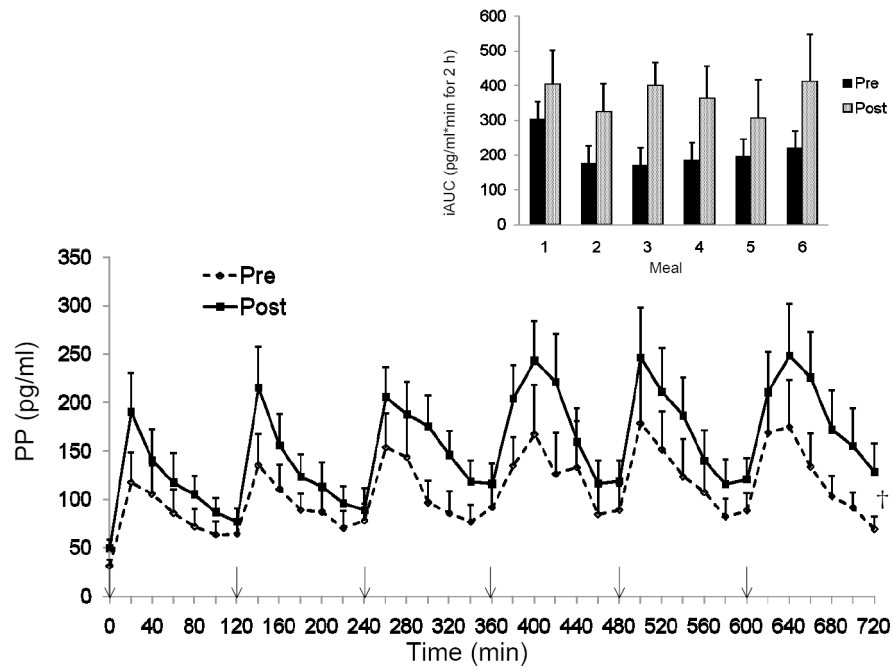 600
500
400
300
200
100
0
iAUC (pg/ml*min for 2 h)
Pre
Post
1 2 3 4 5 6
Meal
350
300
250
200
150
100
50
0
PP (pg/ml)
Pre
Post
†
0 40 80 120 160 200 240 280 320 360 400 440 480 520 560 600 640 680 720
Time (min)